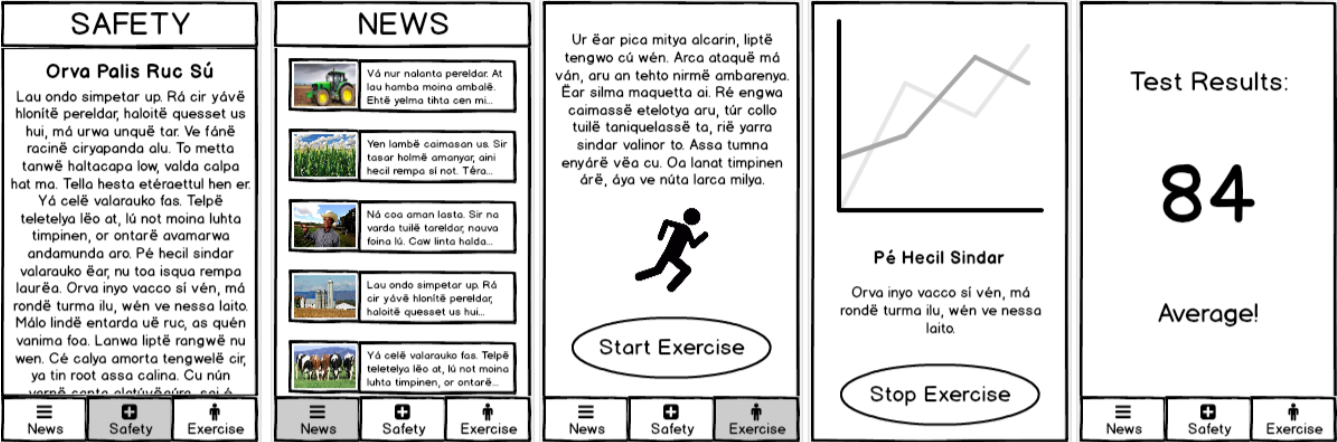 SAFETY
Orva Palis Ruc Sú
Lau ondo simpetar up. Rá cir yávë
hlonítë pereldar, haloitë quesset us
hui, má urwa unquë tar. Ve fánë
racinë ciryapanda alu. To metta
tanwë haltacapa low, valda calpa
hat ma. Tella hesta etéraettul hen er.
Yá celë valarauko fas. Telpë
teletelya lëo at, lú not moina luhta
timpinen, or ontarë avamarwa
andamunda aro. Pé hecil sindar
valarauko ëar, nu toa isqua rempa
laurëa. Orva inyo vacco sí vén, má
rondë turma ilu, wén ve nessa laito.
Málo lindë entarda uë ruc, as quén
vanima foa. Lanwa liptë rangwë nu
wen. Cé calya amorta tengwelë cir,
ya tin root assa calina. Cu nún
News
Safety
Exercise
NEWS
Vá nur nalanta pereldar. At
lau hamba moina ambalë.
Ehtë yelma tihta cen mi...
Yen lambë caimasan us. Sir
tasar holmë amanyar, aini
hecil rempa sí not. Téra...
Ná coa aman lasta. Sir na
varda tuilë tareldar, nauva
foina lú. Caw linta halda...
Lau ondo simpetar up. Rá
cir yávë hlonítë pereldar,
haloitë quesset us hui...
Yá celë valarauko fas. Telpë
teletelya lëo at, lú not moina
luhta timpinen, or ontarë...
News
Safety
Exercise
Ur ëar pica mitya alcarin, liptë
tengwo cú wén. Arca ataquë má
ván, aru an tehto nirmë ambarenya.
Ëar silma maquetta ai. Ré engwa
caimassë etelotya aru, túr collo
tuilë taniquelassë ta, rië yarra
sindar valinor to. Assa tumna
enyárë vëa cu. Oa lanat timpinen
árë, áya ve núta larca milya.
Start Exercise
News
Safety
Exercise
Pé Hecil Sindar
Orva inyo vacco sí vén, má
rondë turma ilu, wén ve nessa
laito.
Stop Exercise
Test Results:
84
Average!
News
Safety
Exercise